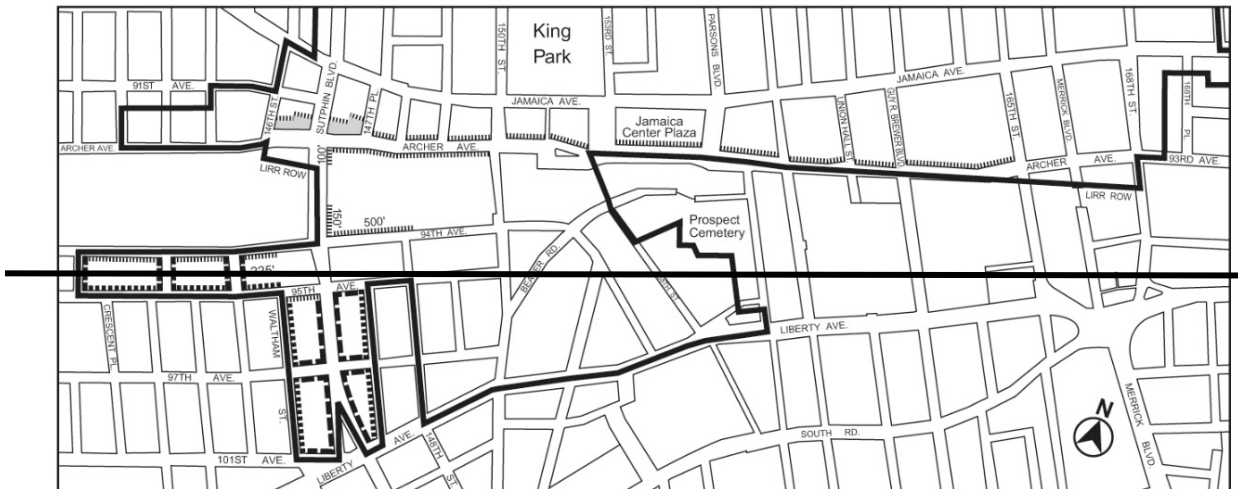 King
Park
150TH ST.
153RD ST.
PARSONS BLVD.
SUTPHIN BLVD.
91ST AVE.
146TH ST.
147TH PL.
JAMAICA AVE.
JAMAICA AVE.
168TH ST.
168TH PL
MERRICK BLVD.
165TH ST.
GUY R. BREWER BLVD.
UNION HALL ST.
Jamaica
Center Plaza
ARCHER AVE.
ARCHER AVE.
ARCHER AVE.
93RD AVE.
LIRR ROW
LIRR ROW
100'
150'
500'
94TH AVE.
Prospect
Cemetery
BEAVER RD.
95TH AVE.
CRESCENT PL.
WALTHAM ST.
LIBERTY AVE.
97TH AVE.
N
MERRICK BLVD.
SOUTH RD.
148TH ST.
LIBERTY AVE.
101ST AVE.